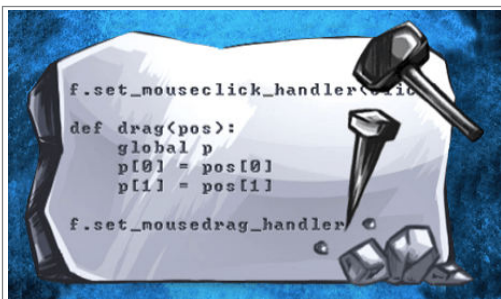 f.set_mouseclick_handler(
def drag(pos):
    global p
    p[0] = pos[0]
    p[1] = pos[1]
f.set_mousedrag_handler